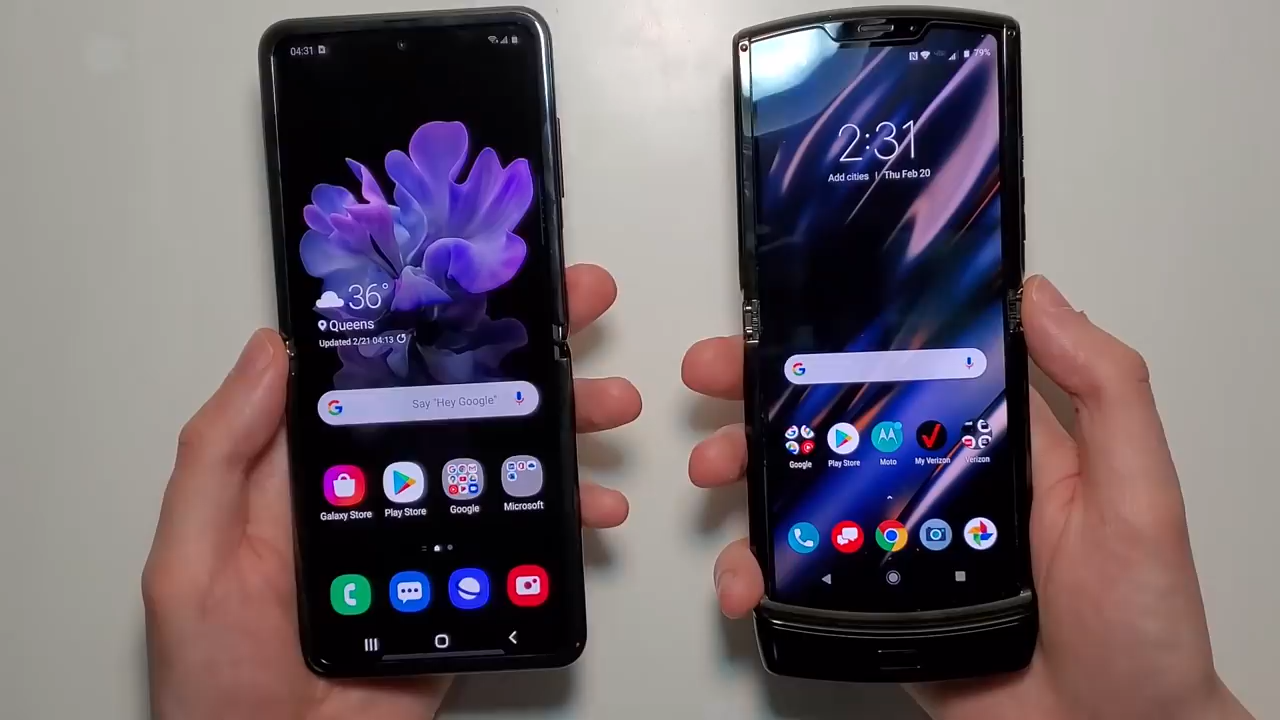 04:31
36°
Queens
Updated 2/21 04:13
Say "Hey Google"
Galaxy Store
Play Store
Google
Microsoft
79%
2:31
Add cities | Thu Feb 20
Google
Play Store
Moto
My Verizon
Verizon